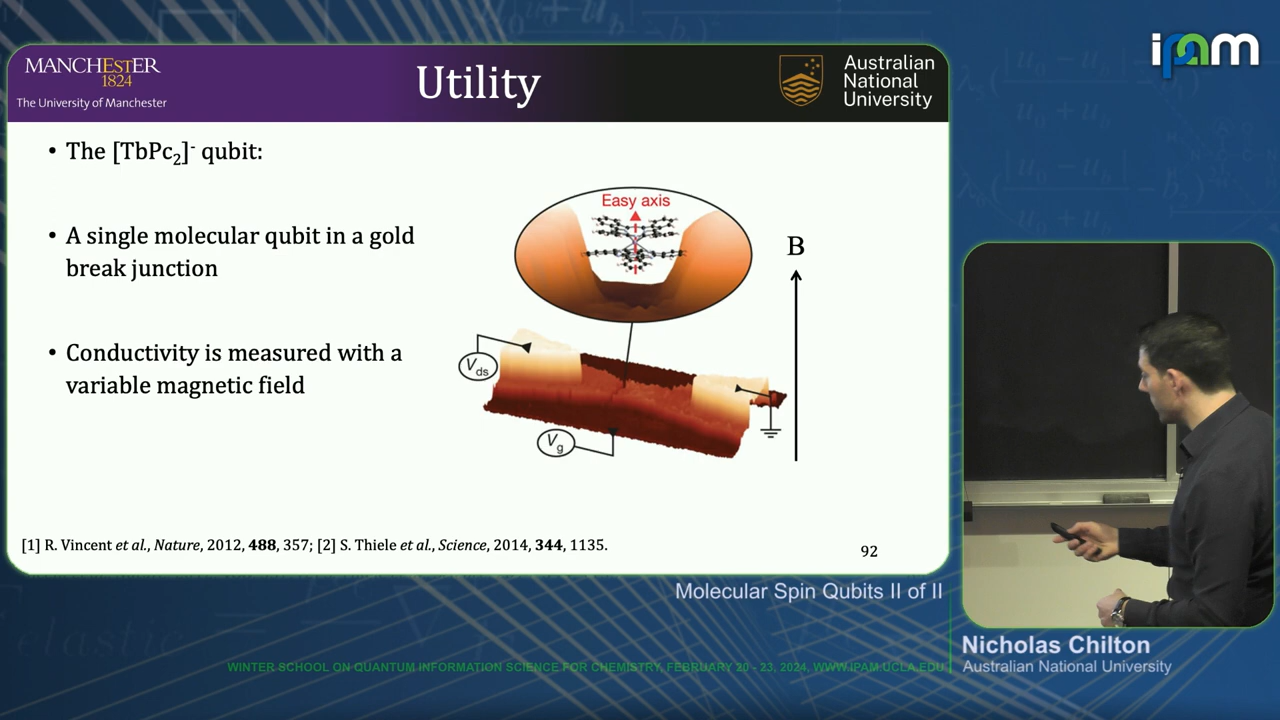 MANCHESTER
1824
The University of Manchester
Utility
Australian
National
University
ipam
• The [TbPc₂]⁻ qubit:
• A single molecular qubit in a gold
break junction
• Conductivity is measured with a
variable magnetic field
Easy axis
B
Vds
Vg
[1] R. Vincent et al., Nature, 2012, 488, 357; [2] S. Thiele et al., Science, 2014, 344, 1135.
92
Molecular Spin Qubits II of II
Nicholas Chilton
Australian National University
WINTER SCHOOL ON QUANTUM INFORMATION SCIENCE FOR CHEMISTRY, FEBRUARY 20 - 23, 2024, WWW.IPAM.UCLA.EDU
elastic